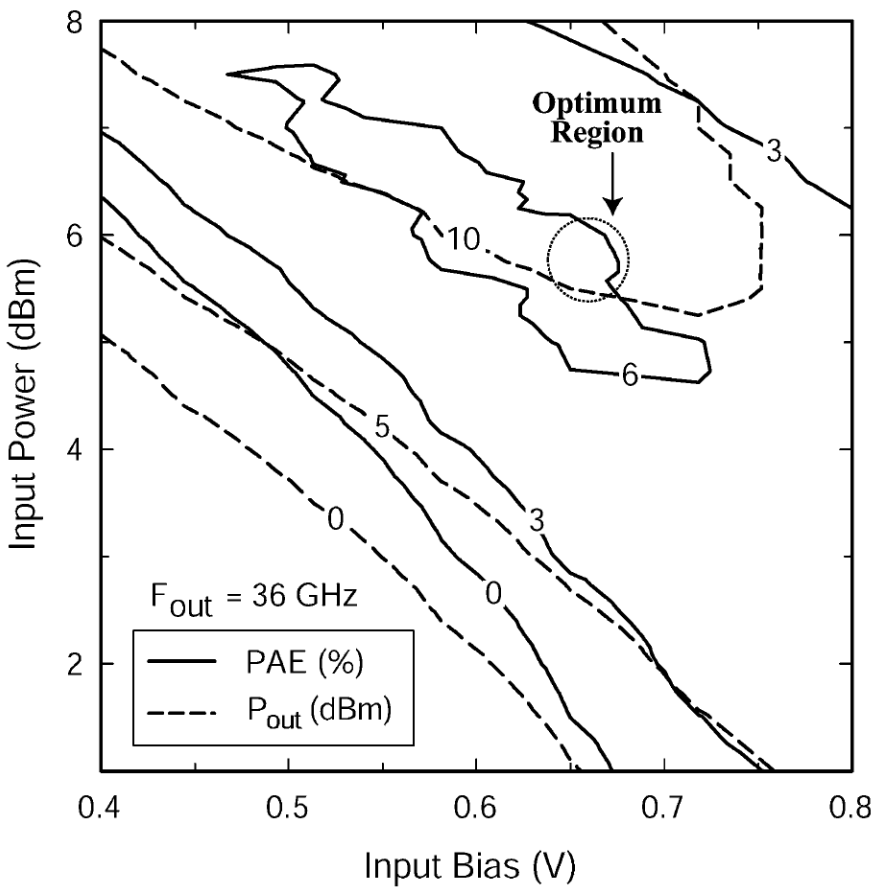 8
6
4
2
Input Power (dBm)
Optimum
Region
3
10
6
5
3
0
0
F_out = 36 GHz
PAE (%)
P_out (dBm)
0.4 0.5 0.6 0.7 0.8
Input Bias (V)